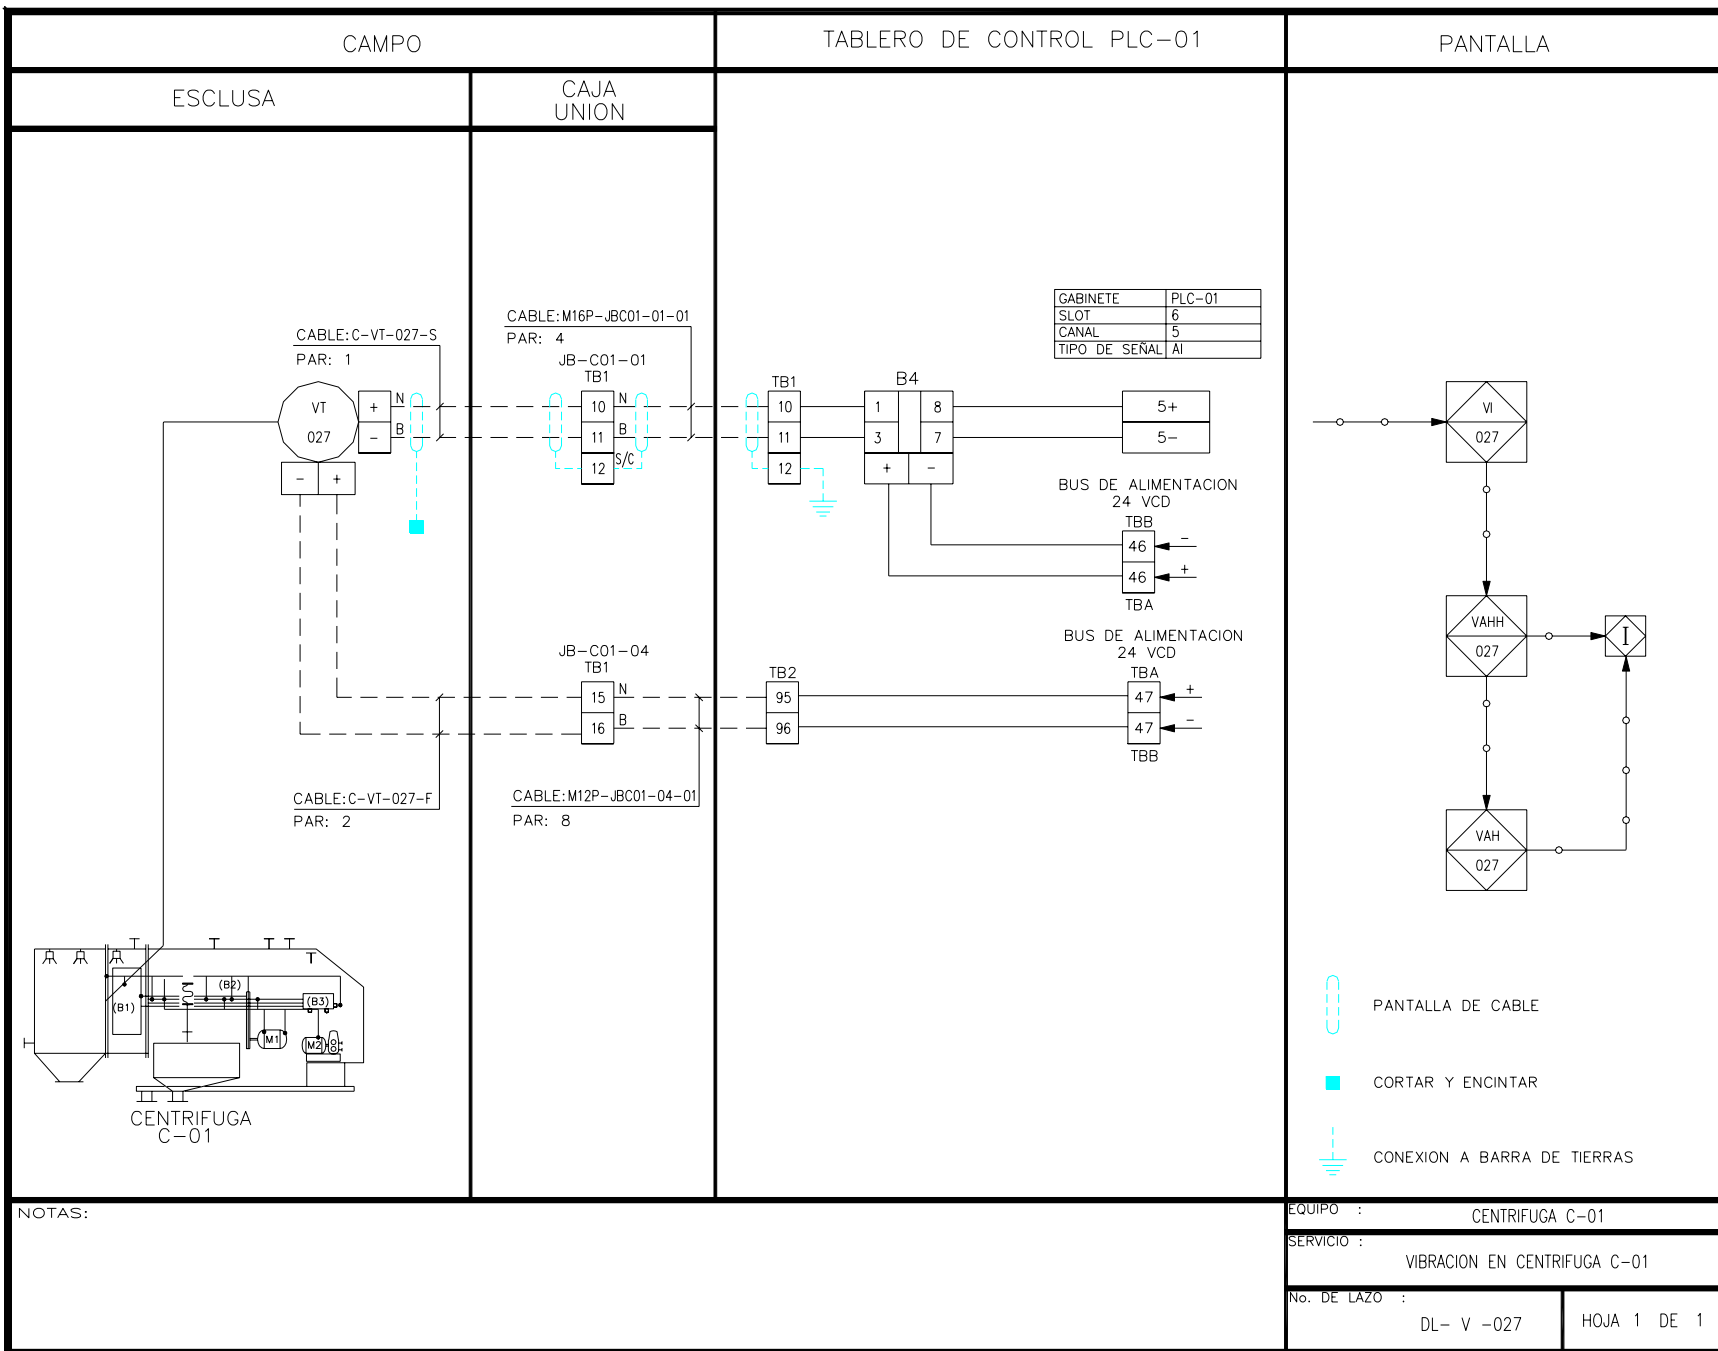 CAMPO
TABLERO DE CONTROL PLC-01
PANTALLA
ESCLUSA
CAJA
UNION
GABINETE PLC-01
SLOT 6
CANAL 5
TIPO DE SEÑAL AI
CABLE:C-VT-027-S
PAR: 1
CABLE:M16P-JBC01-01-01
PAR: 4
JB-C01-01
TB1
VT
027
+
-
N
B
-
+
10
11
12
N
B
S/C
TB1
10
11
12
B4
1
3
8
7
+
-
5+
5-
BUS DE ALIMENTACION
24 VCD
TBB
46
-
46
+
TBA
BUS DE ALIMENTACION
24 VCD
TBA
47
+
47
-
TBB
JB-C01-04
TB1
15
16
N
B
TB2
95
96
CABLE:C-VT-027-F
PAR: 2
CABLE:M12P-JBC01-04-01
PAR: 8
VI
027
VAHH
027
I
VAH
027
(B1)
(B2)
(B3)
M1
M2
CENTRIFUGA
C-01
PANTALLA DE CABLE
CORTAR Y ENCINTAR
CONEXION A BARRA DE TIERRAS
NOTAS:
EQUIPO :
CENTRIFUGA C-01
SERVICIO :
VIBRACION EN CENTRIFUGA C-01
No. DE LAZO :
DL- V -027
HOJA 1 DE 1